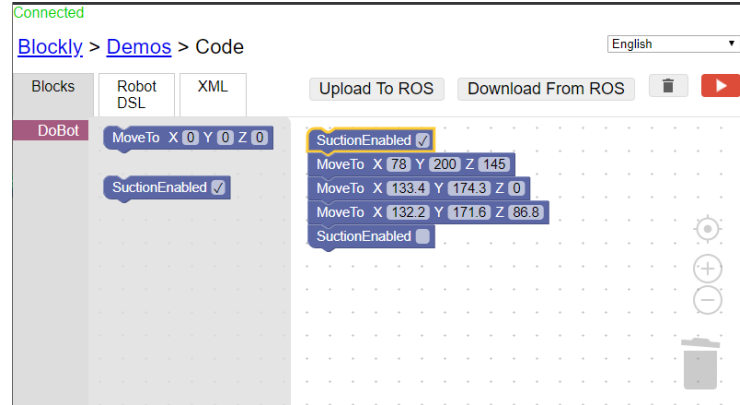 Connected
Blockly > Demos > Code
English
Blocks
Robot DSL
XML
Upload To ROS
Download From ROS
DoBot
MoveTo X 0 Y 0 Z 0
SuctionEnabled
SuctionEnabled
MoveTo X 78 Y 200 Z 145
MoveTo X 133.4 Y 174.3 Z 0
MoveTo X 132.2 Y 171.6 Z 86.8
SuctionEnabled